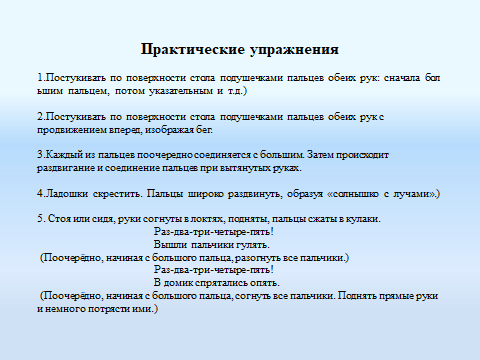 Практические упражнения
1.Постукивать по поверхности стола подушечками пальцев обеих рук: сначала бол
ьшим пальцем, потом указательным и т.д.)
2.Постукивать по поверхности стола подушечками пальцев обеих рук с
продвижением вперед, изображая бег.
3.Каждый из пальцев поочередно соединяется с большим. Затем происходит
раздвигание и соединение пальцев при вытянутых руках.
4.Ладошки скрестить. Пальцы широко раздвинуть, образуя «солнышко с лучами».)
5. Стоя или сидя, руки согнуты в локтях, подняты, пальцы сжаты в кулаки.
Раз-два-три-четыре-пять!
Вышли пальчики гулять.
(Поочерёдно, начиная с большого пальца, разогнуть все пальчики.)
Раз-два-три-четыре-пять!
В домик спрятались опять.
(Поочерёдно, начиная с большого пальца, согнуть все пальчики. Поднять прямые руки
и немного потрясти ими.)